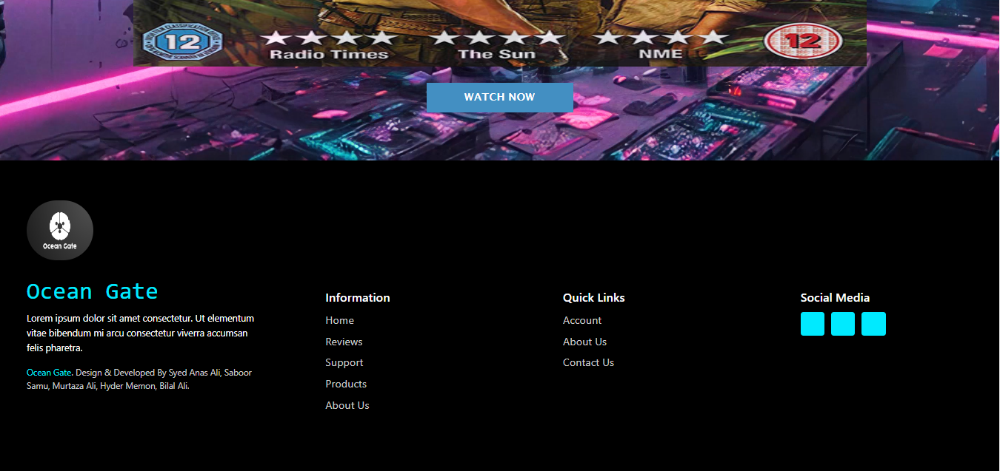 12
Radio Times
The Sun
NME
12
WATCH NOW
Ocean Gate
Ocean Gate
Lorem ipsum dolor sit amet consectetur. Ut elementum
vitae bibendum mi arcu consectetur viverra accumsan
felis pharetra.
Ocean Gate. Design & Developed By Syed Anas Ali, Saboor
Samu, Murtaza Ali, Hyder Memon, Bilal Ali.
Information
Home
Reviews
Support
Products
About Us
Quick Links
Account
About Us
Contact Us
Social Media